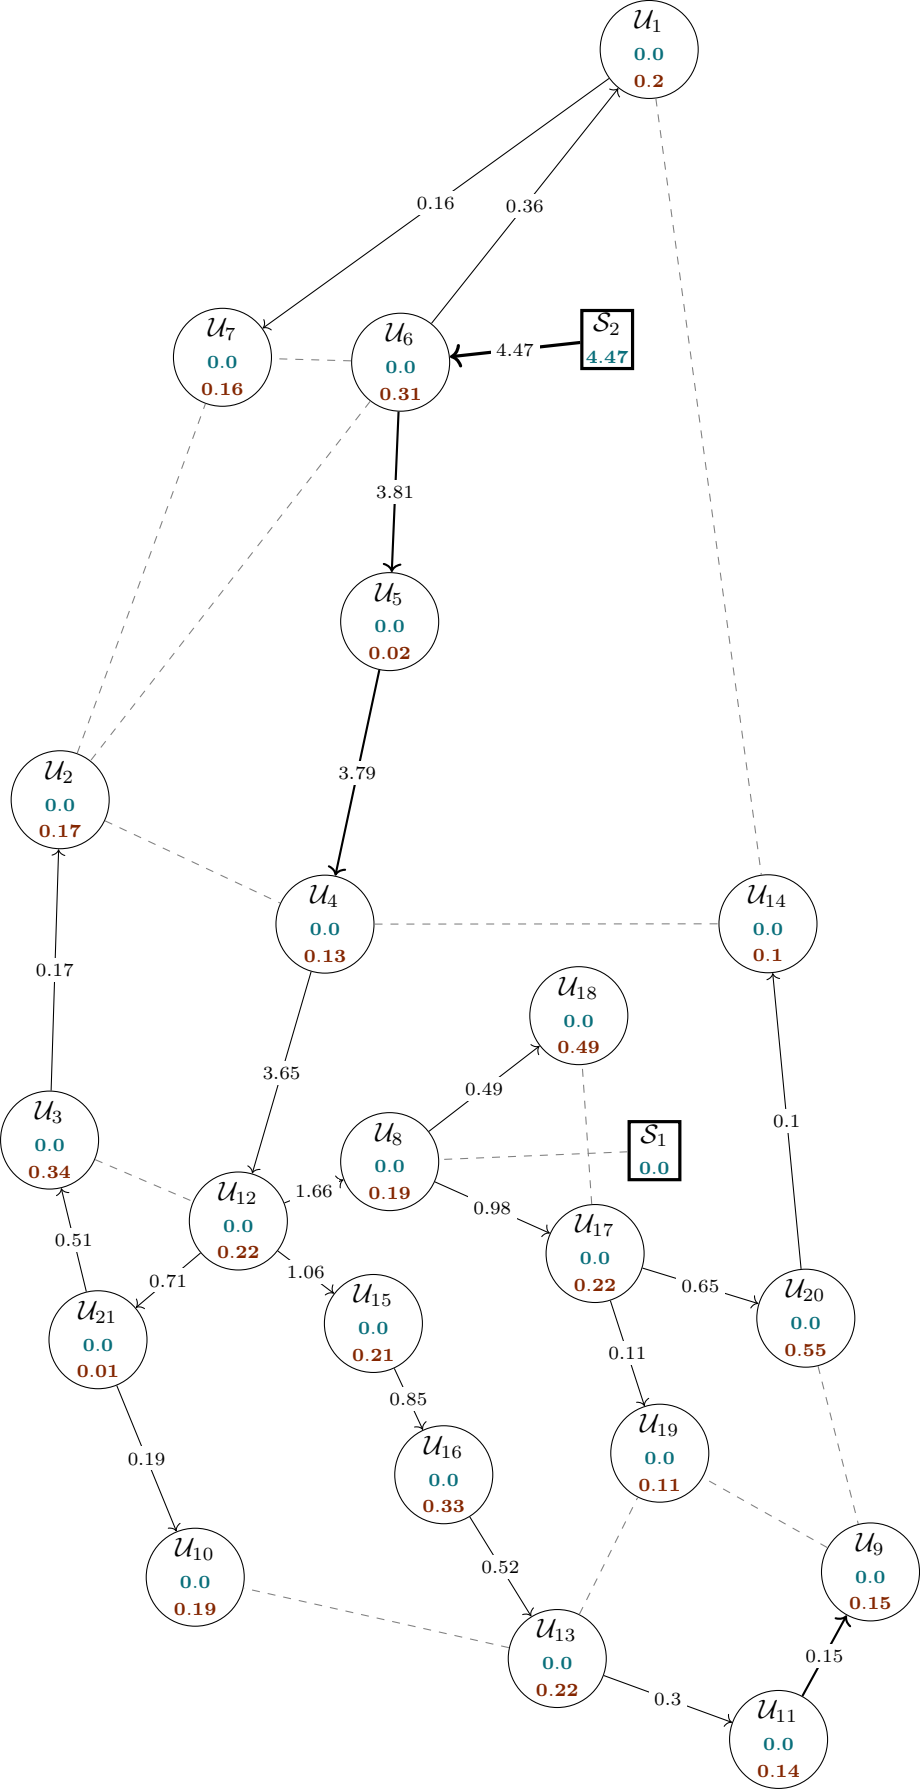 𝒰₁
0.0
0.2
0.16
0.36
𝒰₇
0.0
0.16
𝒰₆
0.0
0.31
4.47
𝒮₂
4.47
3.81
𝒰₅
0.0
0.02
3.79
𝒰₂
0.0
0.17
𝒰₄
0.0
0.13
𝒰₁₄
0.0
0.1
0.17
𝒰₁₈
0.0
0.49
3.65
0.49
0.1
𝒰₃
0.0
0.34
𝒰₈
0.0
0.19
𝒮₁
0.0
𝒰₁₂
0.0
0.22
1.66
0.98
𝒰₁₇
0.0
0.22
0.51
0.71
1.06
0.65
𝒰₂₀
0.0
0.55
𝒰₂₁
0.0
0.01
𝒰₁₅
0.0
0.21
0.11
0.85
𝒰₁₉
0.0
0.11
0.19
𝒰₁₆
0.0
0.33
𝒰₁₀
0.0
0.19
0.52
𝒰₉
0.0
0.15
𝒰₁₃
0.0
0.22
0.15
0.3
𝒰₁₁
0.0
0.14